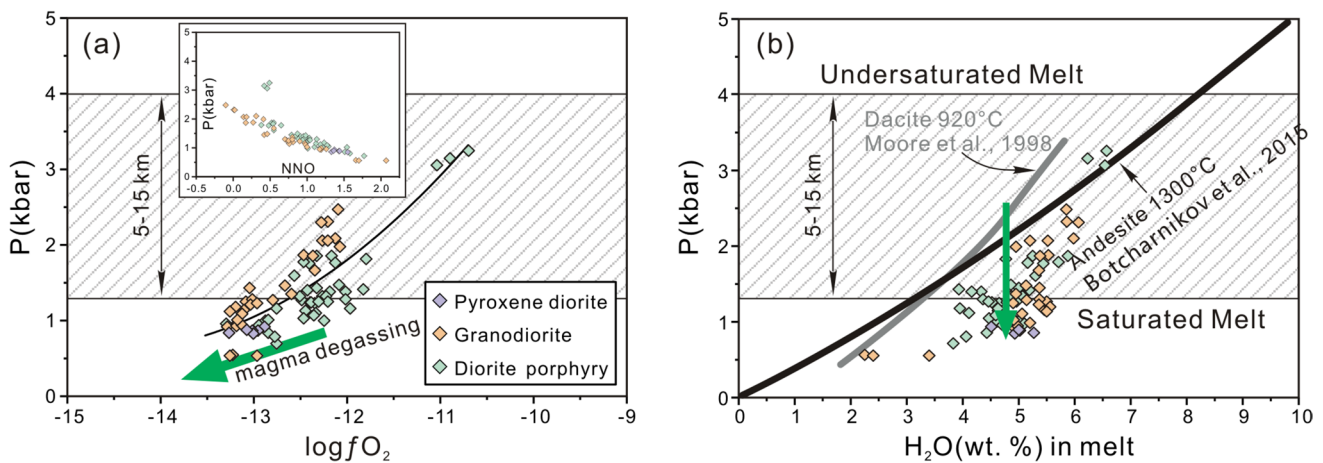 (a)
P(kbar)
5
4
3
2
1
0
5-15 km
-15
-14
-13
-12
-11
-10
-9
logƒO2
P(kbar)
5
4
3
2
1
0
-0.5
0.0
0.5
1.0
1.5
2.0
NNO
Pyroxene diorite
Granodiorite
Diorite porphyry
magma degassing
(b)
P(kbar)
5
4
3
2
1
0
5-15 km
Undersaturated Melt
Dacite 920°C
Moore et al., 1998
Andesite 1300°C
Botcharnikov et al., 2015
Saturated Melt
0
1
2
3
4
5
6
7
8
9
10
H2O(wt. %) in melt